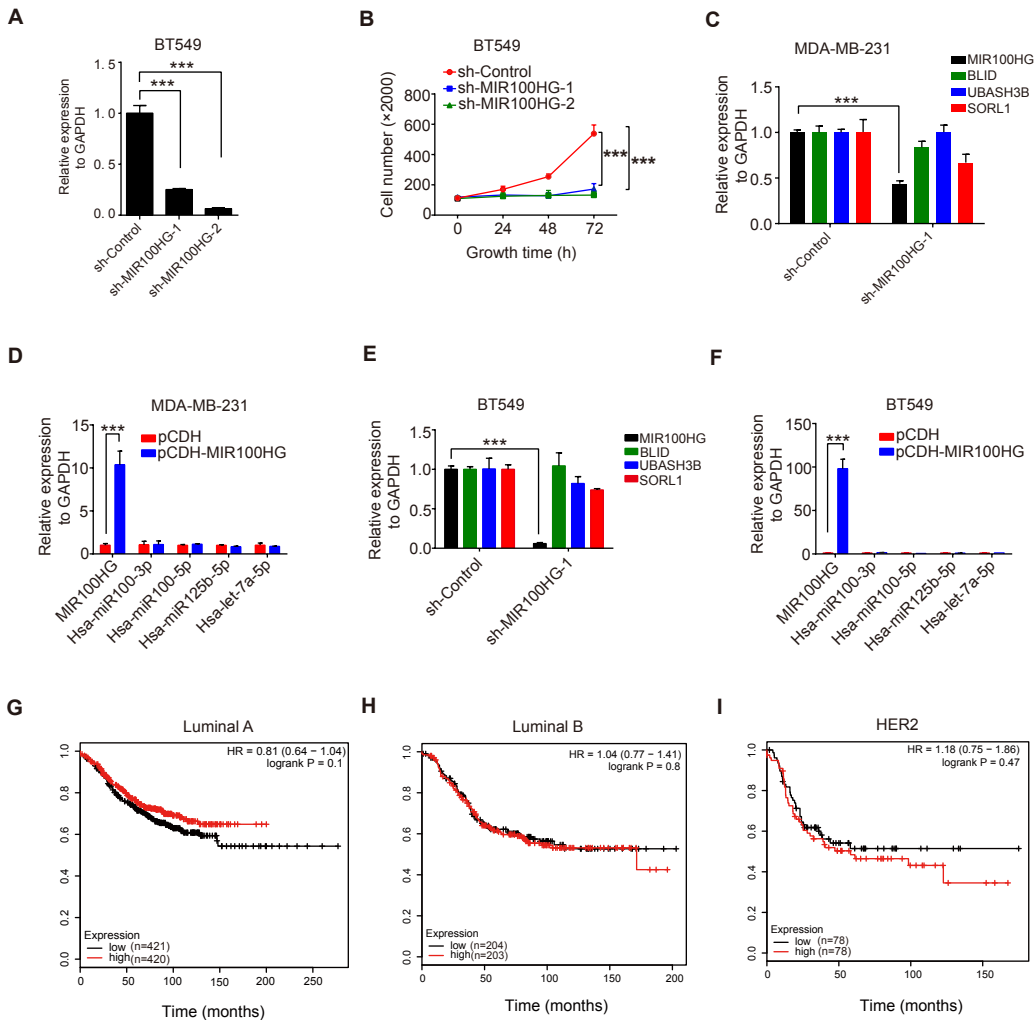 A
BT549
Relative expression
to GAPDH
1.5
1.0
0.5
0.0
***
***
sh-Control
sh-MIR100HG-1
sh-MIR100HG-2
B
BT549
sh-Control
sh-MIR100HG-1
sh-MIR100HG-2
Cell number (×2000)
800
600
400
200
0
***
***
0 24 48 72
Growth time (h)
C
MDA-MB-231
MIR100HG
BLID
UBASH3B
SORL1
Relative expression
to GAPDH
1.5
1.0
0.5
0.0
***
sh-Control
sh-MIR100HG-1
D
MDA-MB-231
pCDH
pCDH-MIR100HG
Relative expression
to GAPDH
15
10
5
0
***
MIR100HG
Hsa-miR100-3p
Hsa-miR100-5p
Hsa-miR125b-5p
Hsa-let-7a-5p
E
BT549
MIR100HG
BLID
UBASH3B
SORL1
Relative expression
to GAPDH
1.5
1.0
0.5
0.0
***
sh-Control
sh-MIR100HG-1
F
BT549
pCDH
pCDH-MIR100HG
Relative expression
to GAPDH
150
100
50
0
***
MIR100HG
Hsa-miR100-3p
Hsa-miR100-5p
Hsa-miR125b-5p
Hsa-let-7a-5p
G
Luminal A
HR = 0.81 (0.64 − 1.04)
logrank P = 0.1
1.0
0.8
0.6
0.4
0.2
0.0
Expression
low (n=421)
high (n=420)
0 50 100 150 200 250
Time (months)
H
Luminal B
HR = 1.04 (0.77 − 1.41)
logrank P = 0.8
1.0
0.8
0.6
0.4
0.2
0.0
Expression
low (n=204)
high (n=203)
0 50 100 150 200
Time (months)
I
HER2
HR = 1.18 (0.75 − 1.86)
logrank P = 0.47
1.0
0.8
0.6
0.4
0.2
0.0
Expression
low (n=78)
high (n=78)
0 50 100 150
Time (months)